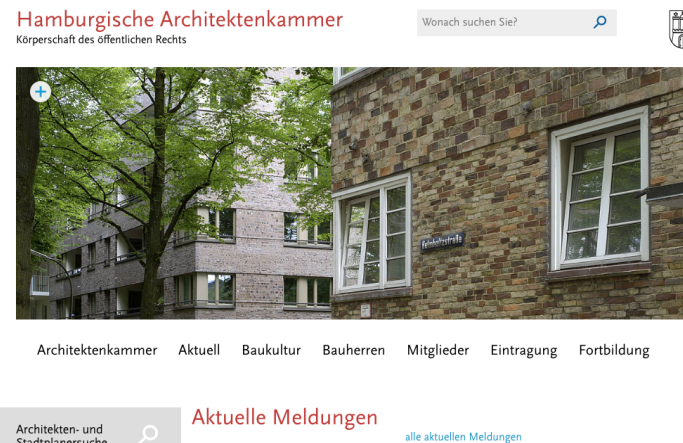 Hamburgische Architektenkammer
Körperschaft des öffentlichen Rechts
Wonach suchen Sie?
Architektenkammer Aktuell Baukultur Bauherren Mitglieder Eintragung Fortbildung
Aktuelle Meldungen
Architekten- und
Stadtplanersuche
alle aktuellen Meldungen